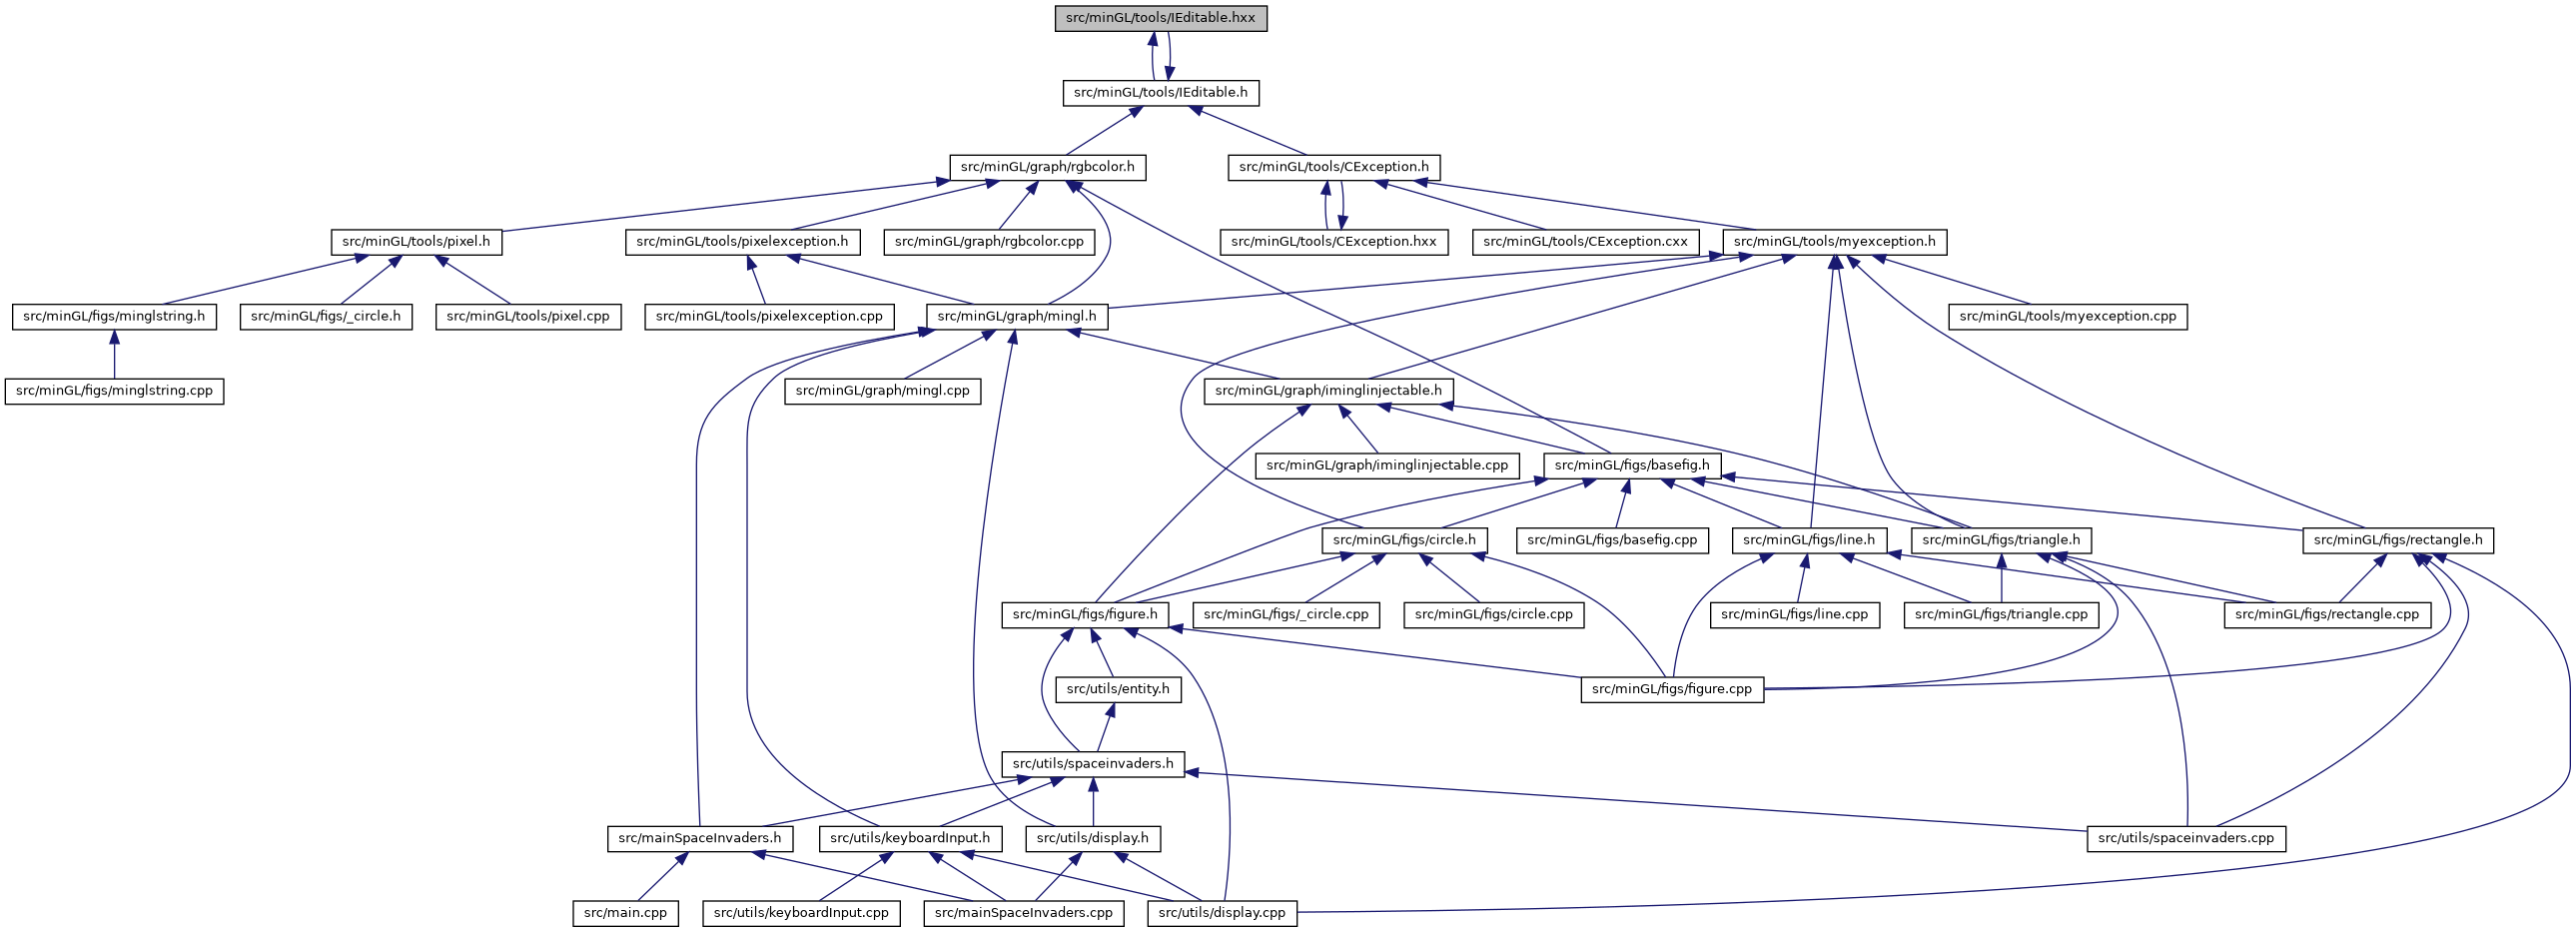 src/minGL/tools/IEditable.hxx
src/minGL/tools/IEditable.h
src/minGL/graph/rgbcolor.h
src/minGL/tools/CException.h
src/minGL/tools/pixel.h
src/minGL/tools/pixelexception.h
src/minGL/graph/rgbcolor.cpp
src/minGL/tools/CException.hxx
src/minGL/tools/CException.cxx
src/minGL/tools/myexception.h
src/minGL/figs/minglstring.h
src/minGL/figs/_circle.h
src/minGL/tools/pixel.cpp
src/minGL/tools/pixelexception.cpp
src/minGL/graph/mingl.h
src/minGL/tools/myexception.cpp
src/minGL/figs/minglstring.cpp
src/minGL/graph/mingl.cpp
src/minGL/graph/iminglinjectable.h
src/minGL/graph/iminglinjectable.cpp
src/minGL/figs/basefig.h
src/minGL/figs/circle.h
src/minGL/figs/basefig.cpp
src/minGL/figs/line.h
src/minGL/figs/triangle.h
src/minGL/figs/rectangle.h
src/minGL/figs/figure.h
src/minGL/figs/_circle.cpp
src/minGL/figs/circle.cpp
src/minGL/figs/line.cpp
src/minGL/figs/triangle.cpp
src/minGL/figs/rectangle.cpp
src/utils/entity.h
src/minGL/figs/figure.cpp
src/utils/spaceinvaders.h
src/mainSpaceInvaders.h
src/utils/keyboardInput.h
src/utils/display.h
src/utils/spaceinvaders.cpp
src/main.cpp
src/utils/keyboardInput.cpp
src/mainSpaceInvaders.cpp
src/utils/display.cpp